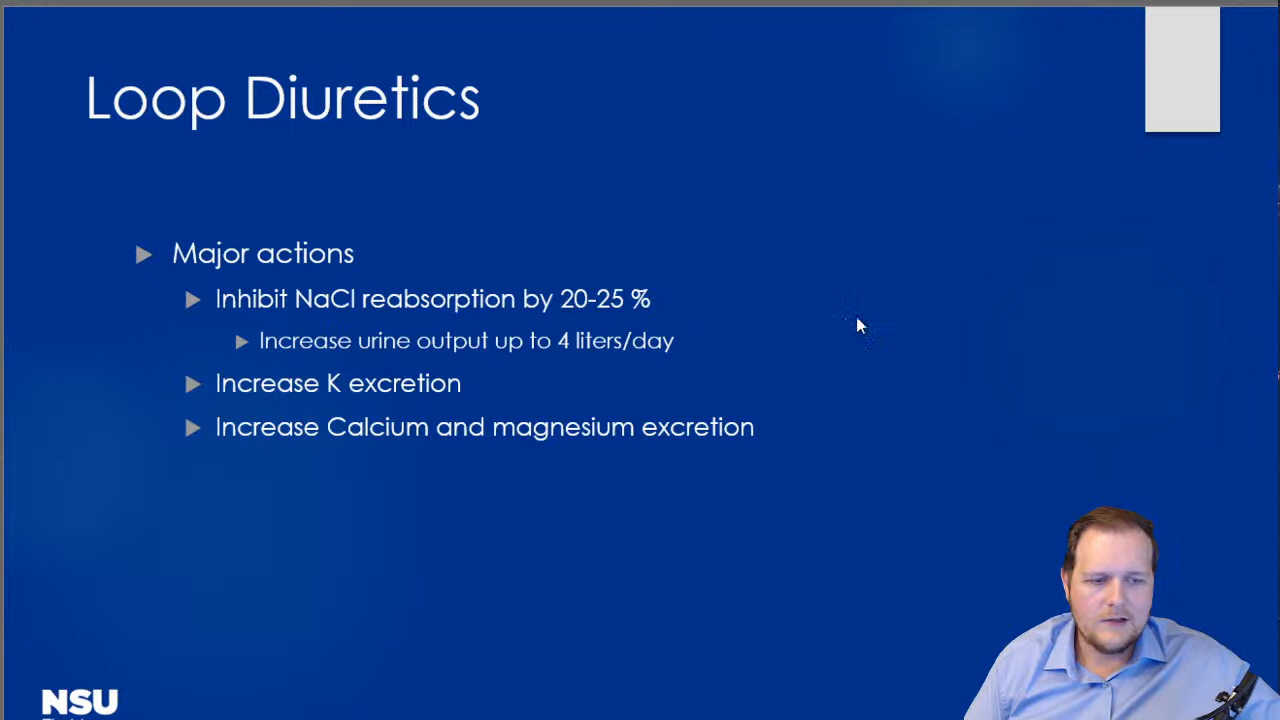 Loop Diuretics
Major actions
Inhibit NaCl reabsorption by 20-25 %
Increase urine output up to 4 liters/day
Increase K excretion
Increase Calcium and magnesium excretion
NSU